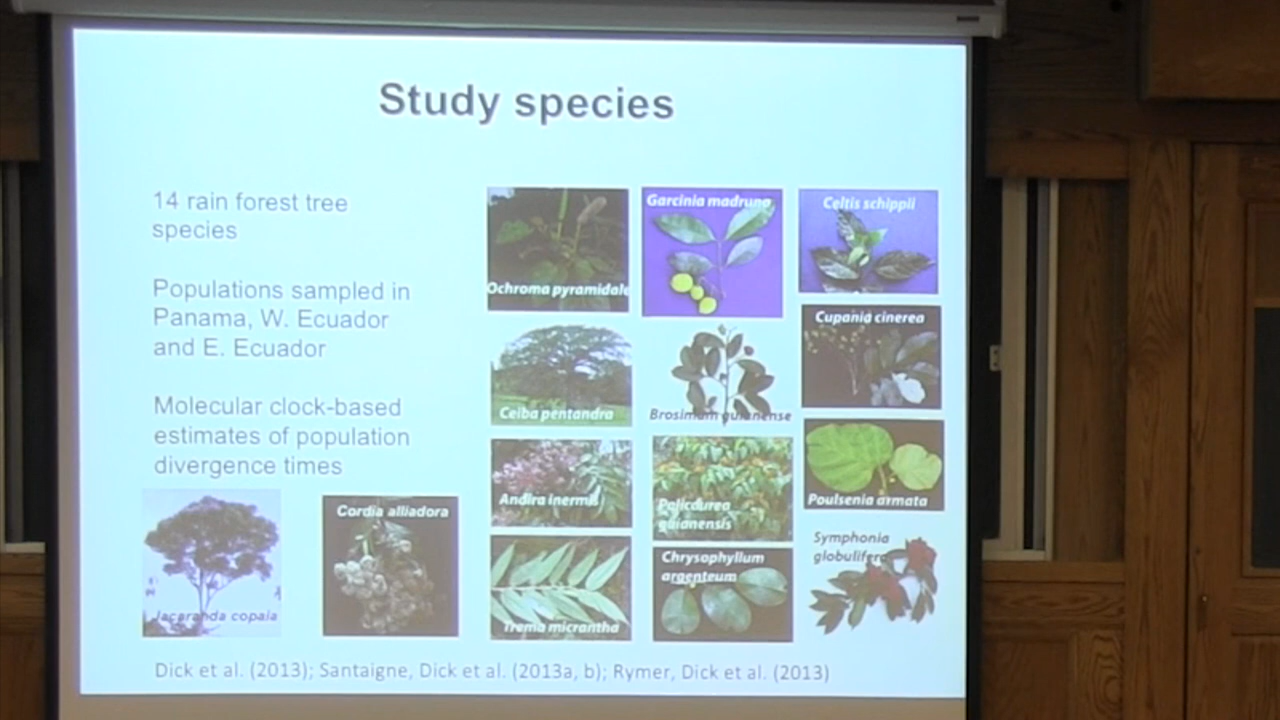 Study species
14 rain forest tree
species
Populations sampled in
Panama, W. Ecuador
and E. Ecuador
Molecular clock-based
estimates of population
divergence times
Ochroma pyramidale
Garcinia madruno
Celtis schippii
Ceiba pentandra
Brosimum guianense
Cupania cinerea
Andira inermis
Palicourea
guianensis
Poulsenia armata
Jacaranda copaia
Cordia alliadora
Trema micrantha
Chrysophyllum
argenteum
Symphonia
globulifera
Dick et al. (2013); Santaigne, Dick et al. (2013a, b); Rymer, Dick et al. (2013)